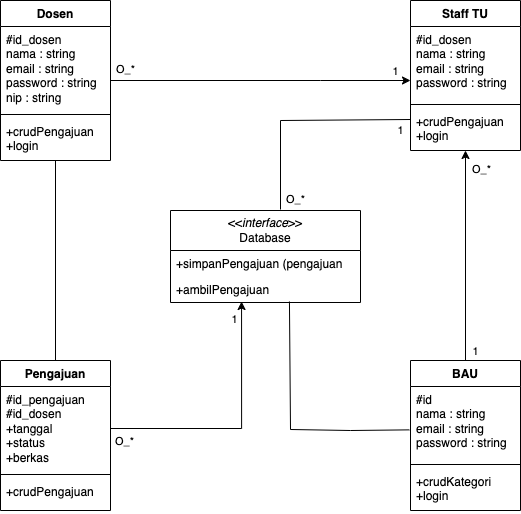 Dosen
#id_dosen
nama : string
email : string
password : string
nip : string
+crudPengajuan
+login
Staff TU
#id_dosen
nama : string
email : string
password : string
+crudPengajuan
+login
O_*
1
1
O_*
O_*
<<interface>>
Database
+simpanPengajuan (pengajuan
+ambilPengajuan
1
1
Pengajuan
#id_pengajuan
#id_dosen
+tanggal
+status
+berkas
+crudPengajuan
O_*
BAU
#id
nama : string
email : string
password : string
+crudKategori
+login